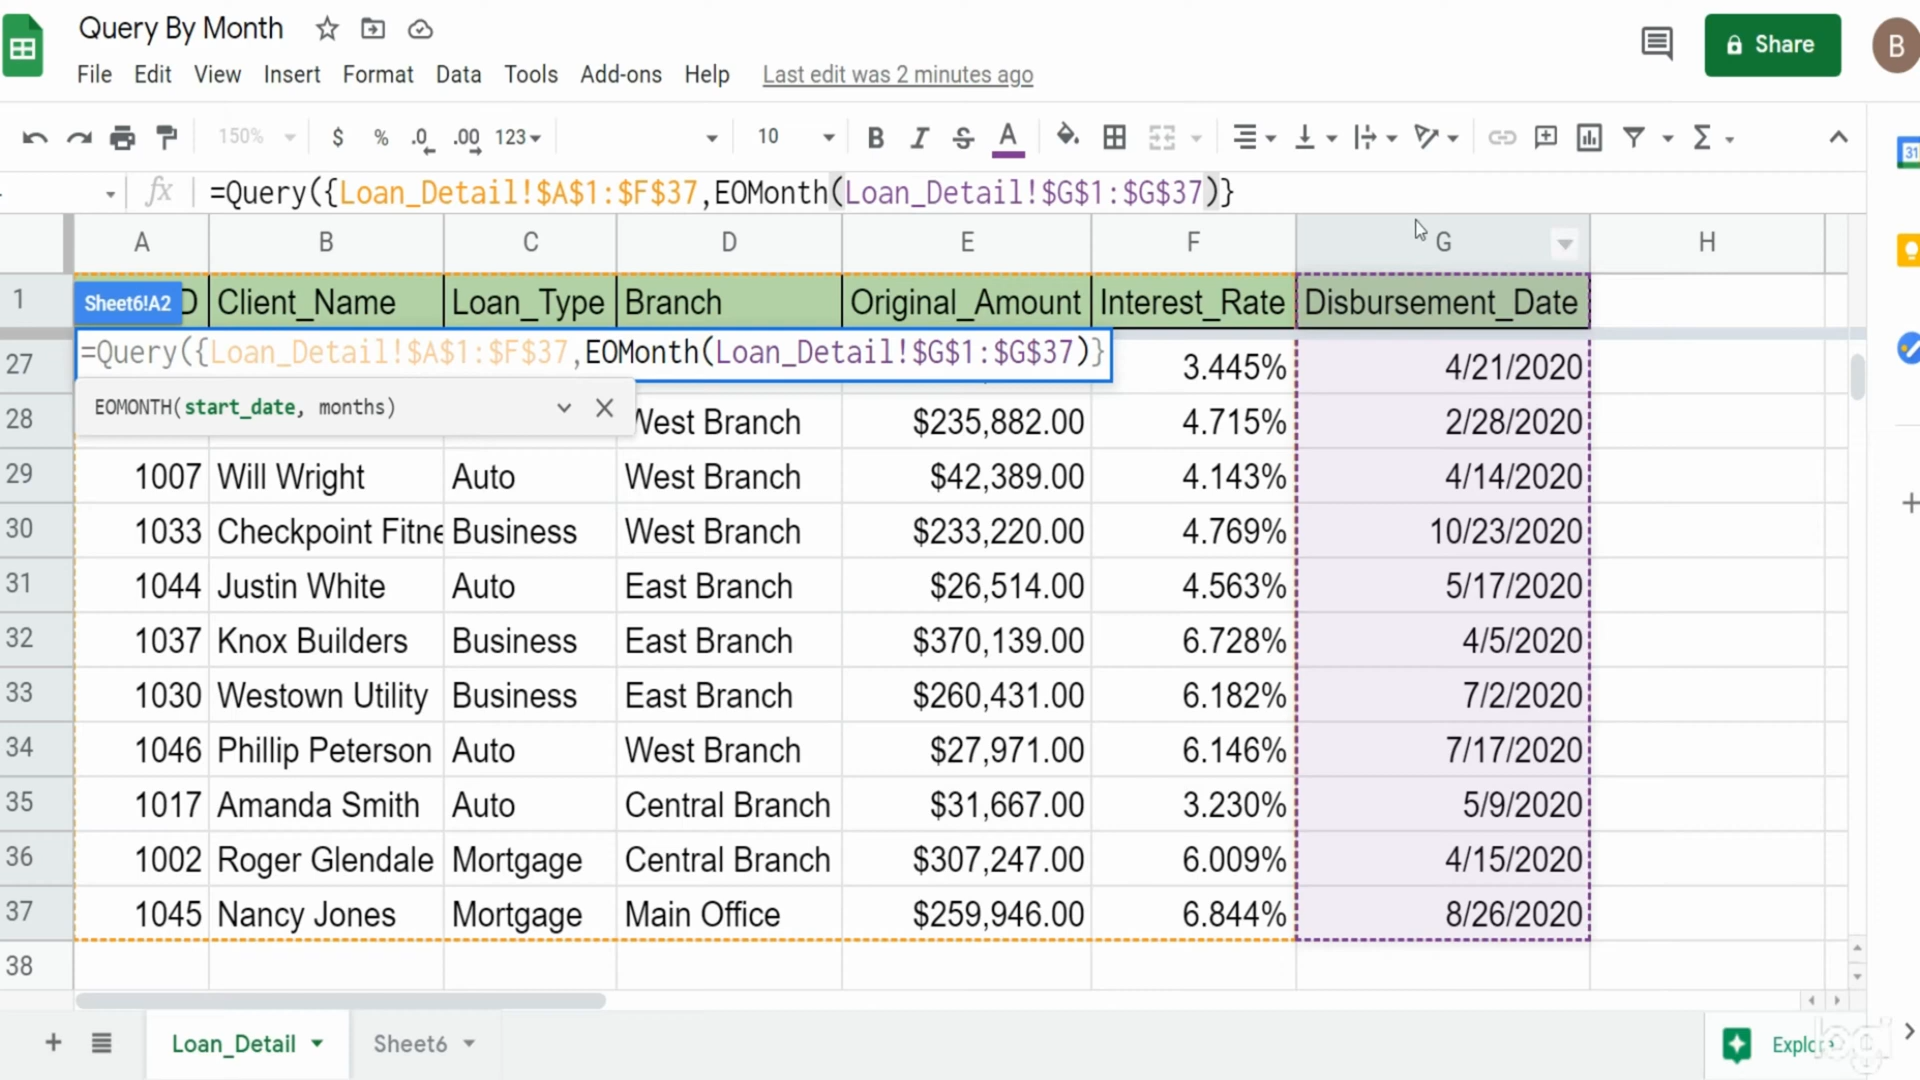 Query By Month
File Edit View Insert Format Data Tools Add-ons Help Last edit was 2 minutes ago
Share
B
150% $ % .0 .00 123 10 B I S A Σ
31
fx =Query({Loan_Detail!$A$1:$F$37,EOMonth(Loan_Detail!$G$1:$G$37)}
A B C D E F G H
1 Sheet6!A2 D Client_Name Loan_Type Branch Original_Amount Interest_Rate Disbursement_Date
=Query({Loan_Detail!$A$1:$F$37,EOMonth(Loan_Detail!$G$1:$G$37)}
27 3.445% 4/21/2020
EOMONTH(start_date, months)
28 West Branch $235,882.00 4.715% 2/28/2020
29 1007 Will Wright Auto West Branch $42,389.00 4.143% 4/14/2020
30 1033 Checkpoint Fitne Business West Branch $233,220.00 4.769% 10/23/2020
31 1044 Justin White Auto East Branch $26,514.00 4.563% 5/17/2020
32 1037 Knox Builders Business East Branch $370,139.00 6.728% 4/5/2020
33 1030 Westown Utility Business East Branch $260,431.00 6.182% 7/2/2020
34 1046 Phillip Peterson Auto West Branch $27,971.00 6.146% 7/17/2020
35 1017 Amanda Smith Auto Central Branch $31,667.00 3.230% 5/9/2020
36 1002 Roger Glendale Mortgage Central Branch $307,247.00 6.009% 4/15/2020
37 1045 Nancy Jones Mortgage Main Office $259,946.00 6.844% 8/26/2020
38
Loan_Detail Sheet6